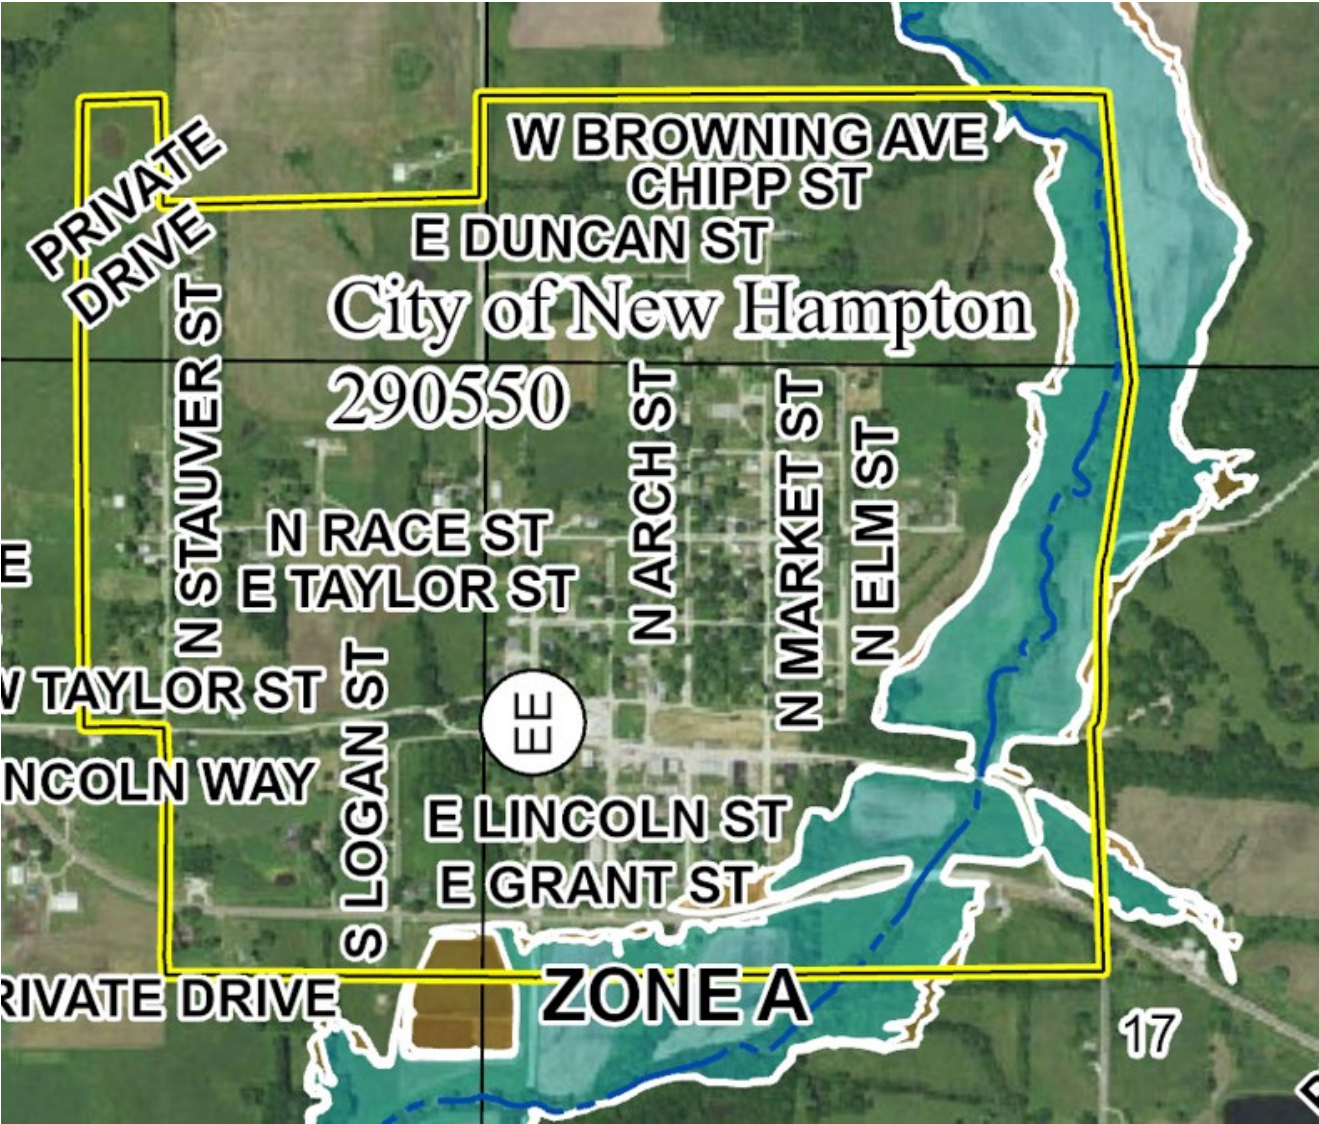 W BROWNING AVE
CHIPP ST
PRIVATE
DRIVE
E DUNCAN ST
City of New Hampton
290550
N STAUVER ST
N ARCH ST
N MARKET ST
N ELM ST
N RACE ST
E
E TAYLOR ST
W TAYLOR ST
S LOGAN ST
EE
NCOLN WAY
E LINCOLN ST
E GRANT ST
RIVATE DRIVE
ZONE A
17